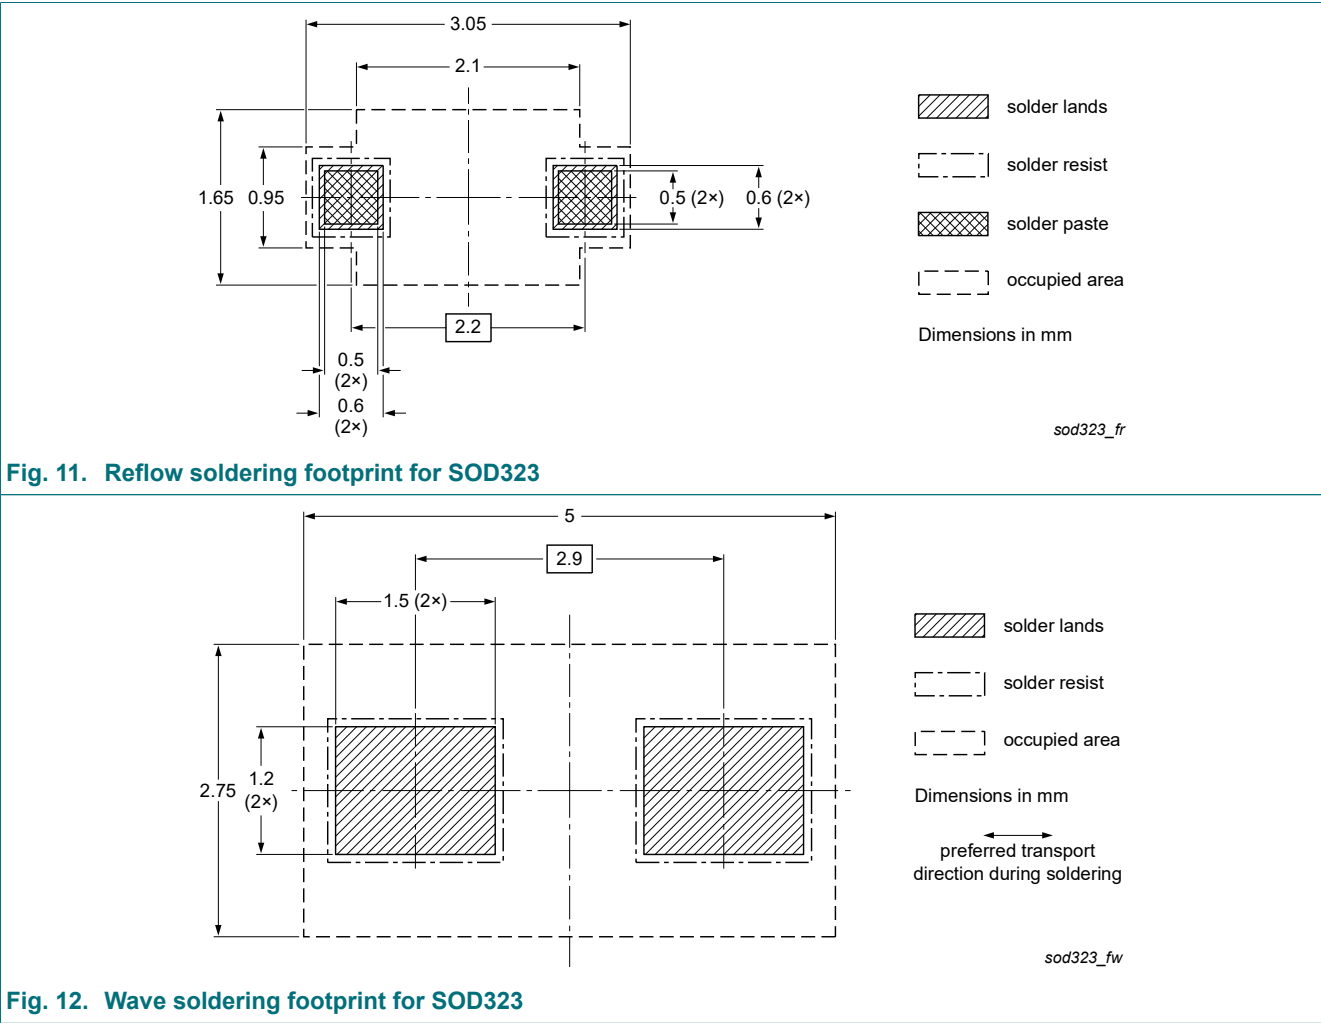 3.05
2.1
solder lands
solder resist
1.65 0.95
0.5 (2×) 0.6 (2×)
solder paste
occupied area
2.2
Dimensions in mm
0.5
(2×)
0.6
(2×)
sod323_fr
Fig. 11. Reflow soldering footprint for SOD323
5
2.9
1.5 (2×)
solder lands
solder resist
occupied area
2.75
1.2
(2×)
Dimensions in mm
preferred transport
direction during soldering
sod323_fw
Fig. 12. Wave soldering footprint for SOD323